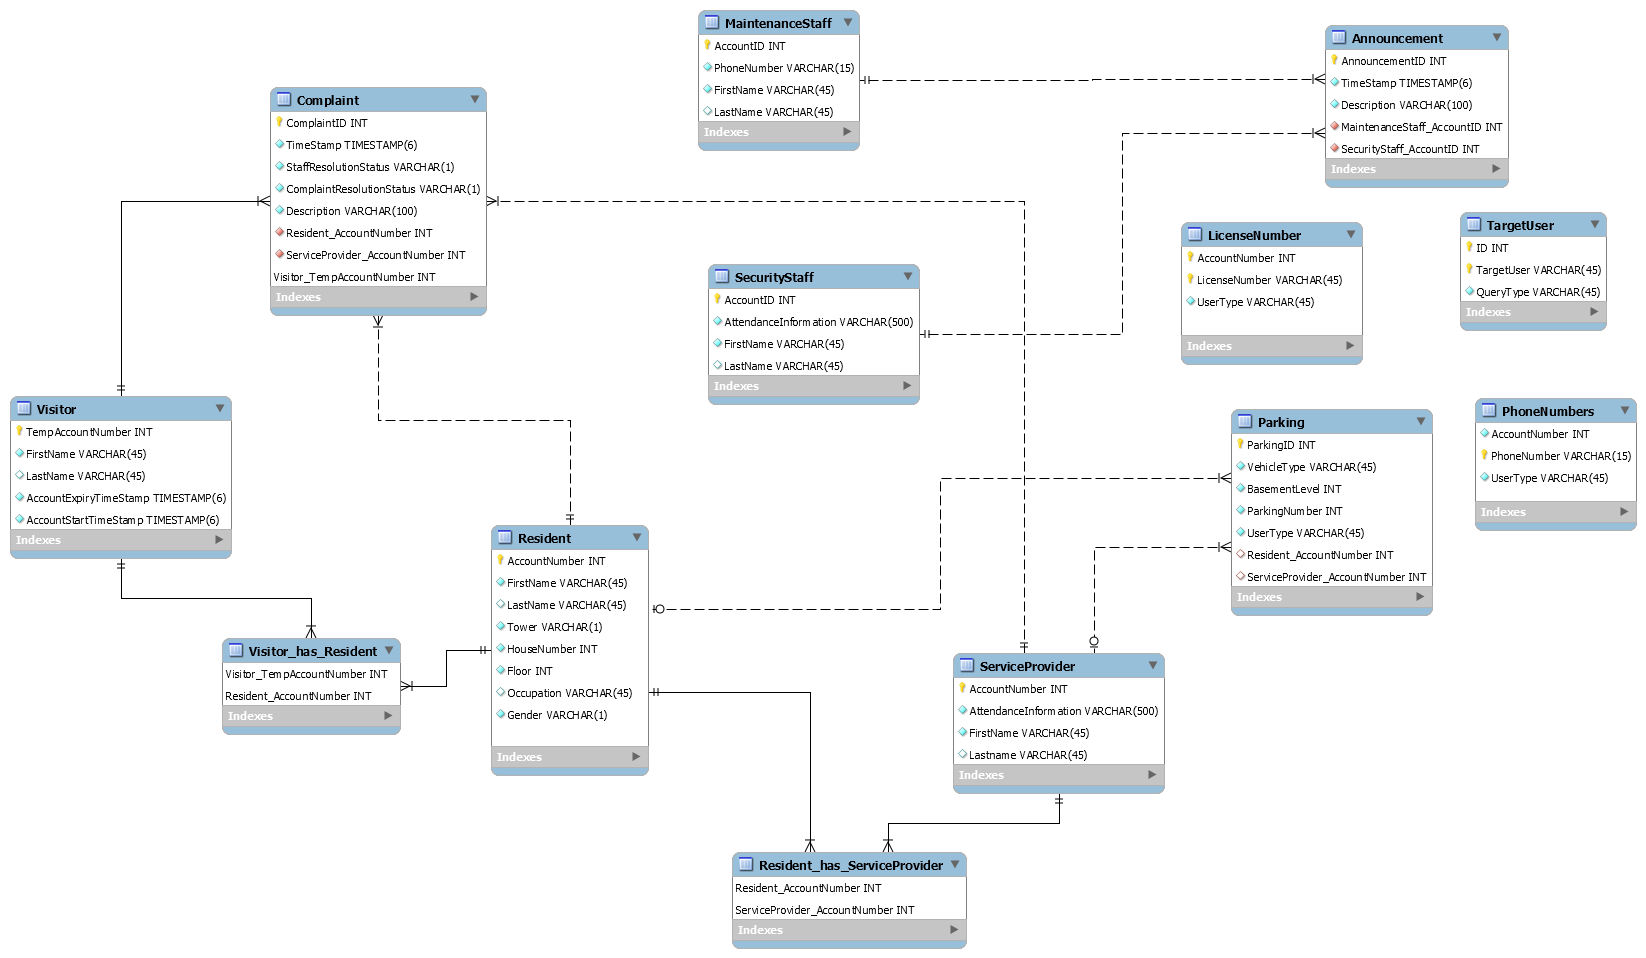 MaintenanceStaff
AccountID INT
PhoneNumber VARCHAR(15)
FirstName VARCHAR(45)
LastName VARCHAR(45)
Indexes
Announcement
AnnouncementID INT
TimeStamp TIMESTAMP(6)
Description VARCHAR(100)
MaintenanceStaff_AccountID INT
SecurityStaff_AccountID INT
Indexes
Complaint
ComplaintID INT
TimeStamp TIMESTAMP(6)
StaffResolutionStatus VARCHAR(1)
ComplaintResolutionStatus VARCHAR(1)
Description VARCHAR(100)
Resident_AccountNumber INT
ServiceProvider_AccountNumber INT
Visitor_TempAccountNumber INT
Indexes
SecurityStaff
AccountID INT
AttendanceInformation VARCHAR(500)
FirstName VARCHAR(45)
LastName VARCHAR(45)
Indexes
LicenseNumber
AccountNumber INT
LicenseNumber VARCHAR(45)
UserType VARCHAR(45)
Indexes
TargetUser
ID INT
TargetUser VARCHAR(45)
QueryType VARCHAR(45)
Indexes
Visitor
TempAccountNumber INT
FirstName VARCHAR(45)
LastName VARCHAR(45)
AccountExpiryTimeStamp TIMESTAMP(6)
AccountStartTimeStamp TIMESTAMP(6)
Indexes
Parking
ParkingID INT
VehicleType VARCHAR(45)
BasementLevel INT
ParkingNumber INT
UserType VARCHAR(45)
Resident_AccountNumber INT
ServiceProvider_AccountNumber INT
Indexes
PhoneNumbers
AccountNumber INT
PhoneNumber VARCHAR(15)
UserType VARCHAR(45)
Indexes
Resident
AccountNumber INT
FirstName VARCHAR(45)
LastName VARCHAR(45)
Tower VARCHAR(1)
HouseNumber INT
Floor INT
Occupation VARCHAR(45)
Gender VARCHAR(1)
Indexes
Visitor_has_Resident
Visitor_TempAccountNumber INT
Resident_AccountNumber INT
Indexes
ServiceProvider
AccountNumber INT
AttendanceInformation VARCHAR(500)
FirstName VARCHAR(45)
Lastname VARCHAR(45)
Indexes
Resident_has_ServiceProvider
Resident_AccountNumber INT
ServiceProvider_AccountNumber INT
Indexes